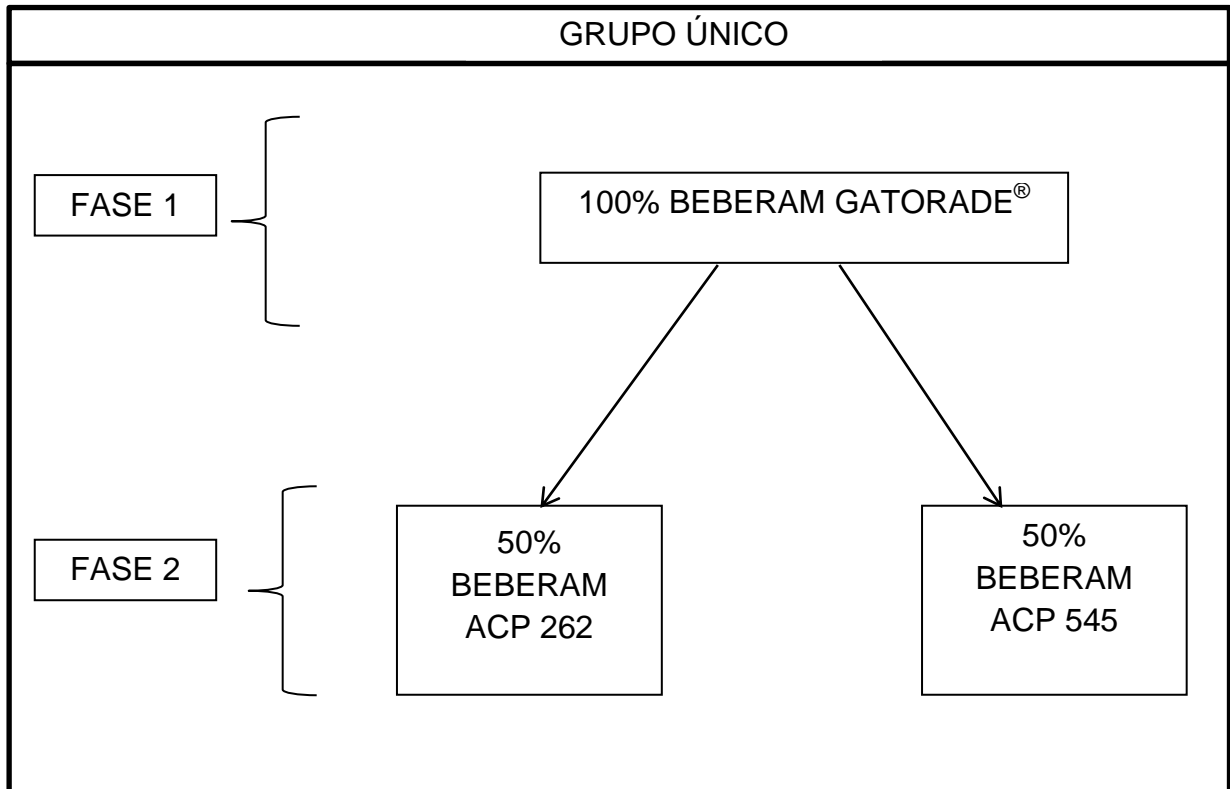 GRUPO ÚNICO
FASE 1
100% BEBERAM GATORADE®
FASE 2
50%
BEBERAM
ACP 262
50%
BEBERAM
ACP 545